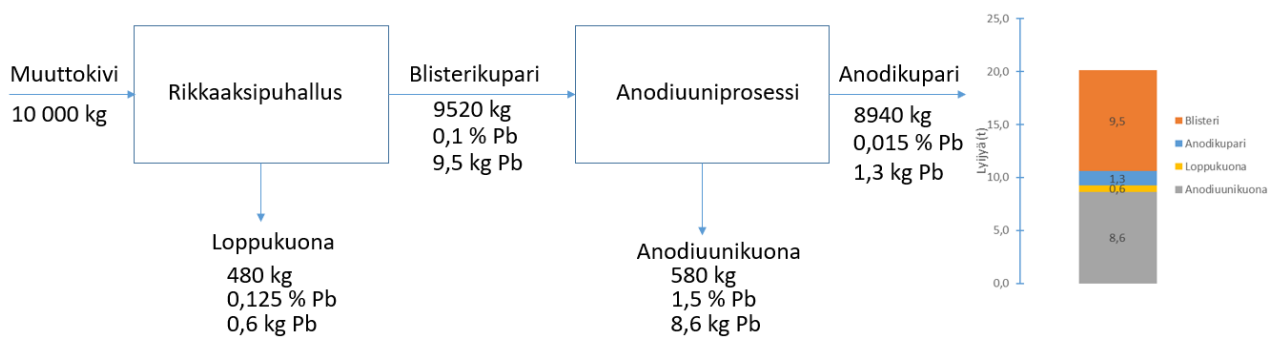 Muuttokivi
10 000 kg
Rikkaaksipuhallus
Blisterikupari
9520 kg
0,1 % Pb
9,5 kg Pb
Anodiuuniprosessi
Anodikupari
8940 kg
0,015 % Pb
1,3 kg Pb
Loppukuona
480 kg
0,125 % Pb
0,6 kg Pb
Anodiuunikuona
580 kg
1,5 % Pb
8,6 kg Pb
Lyijyä (t)
25,0
20,0
15,0
10,0
5,0
0,0
9,5
1,3
0,6
8,6
Blisteri
Anodikupari
Loppukuona
Anodiuunikuona